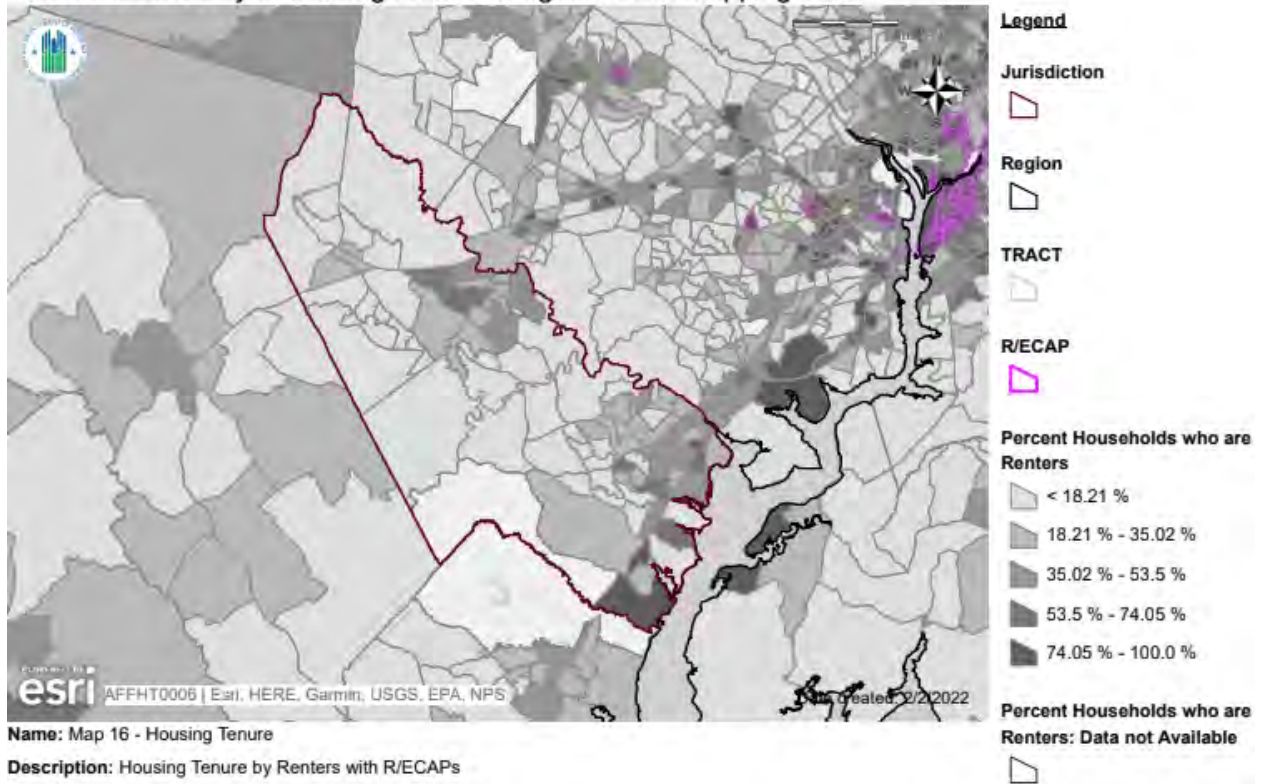 Legend
Jurisdiction
Region
TRACT
R/ECAP
Percent Households who are
Renters
< 18.21 %
18.21 % - 35.02 %
35.02 % - 53.5 %
53.5 % - 74.05 %
74.05 % - 100.0 %
Percent Households who are
Renters: Data not Available
N
W
E
S
esri
AFFHT0006 | Esri, HERE, Garmin, USGS, EPA, NPS
2/2/2022
Name: Map 16 - Housing Tenure
Description: Housing Tenure by Renters with R/ECAPs